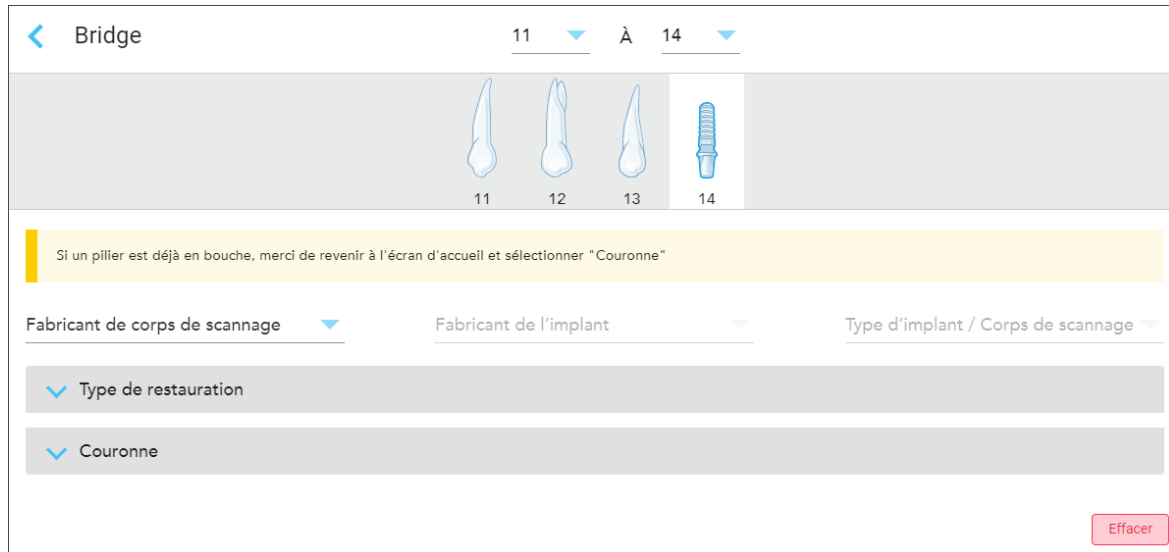 Bridge 11 À 14
11 12 13 14
Si un pilier est déjà en bouche, merci de revenir à l'écran d'accueil et sélectionner "Couronne"
Fabricant de corps de scannage Fabricant de l'implant Type d'implant / Corps de scannage
Type de restauration
Couronne
Effacer